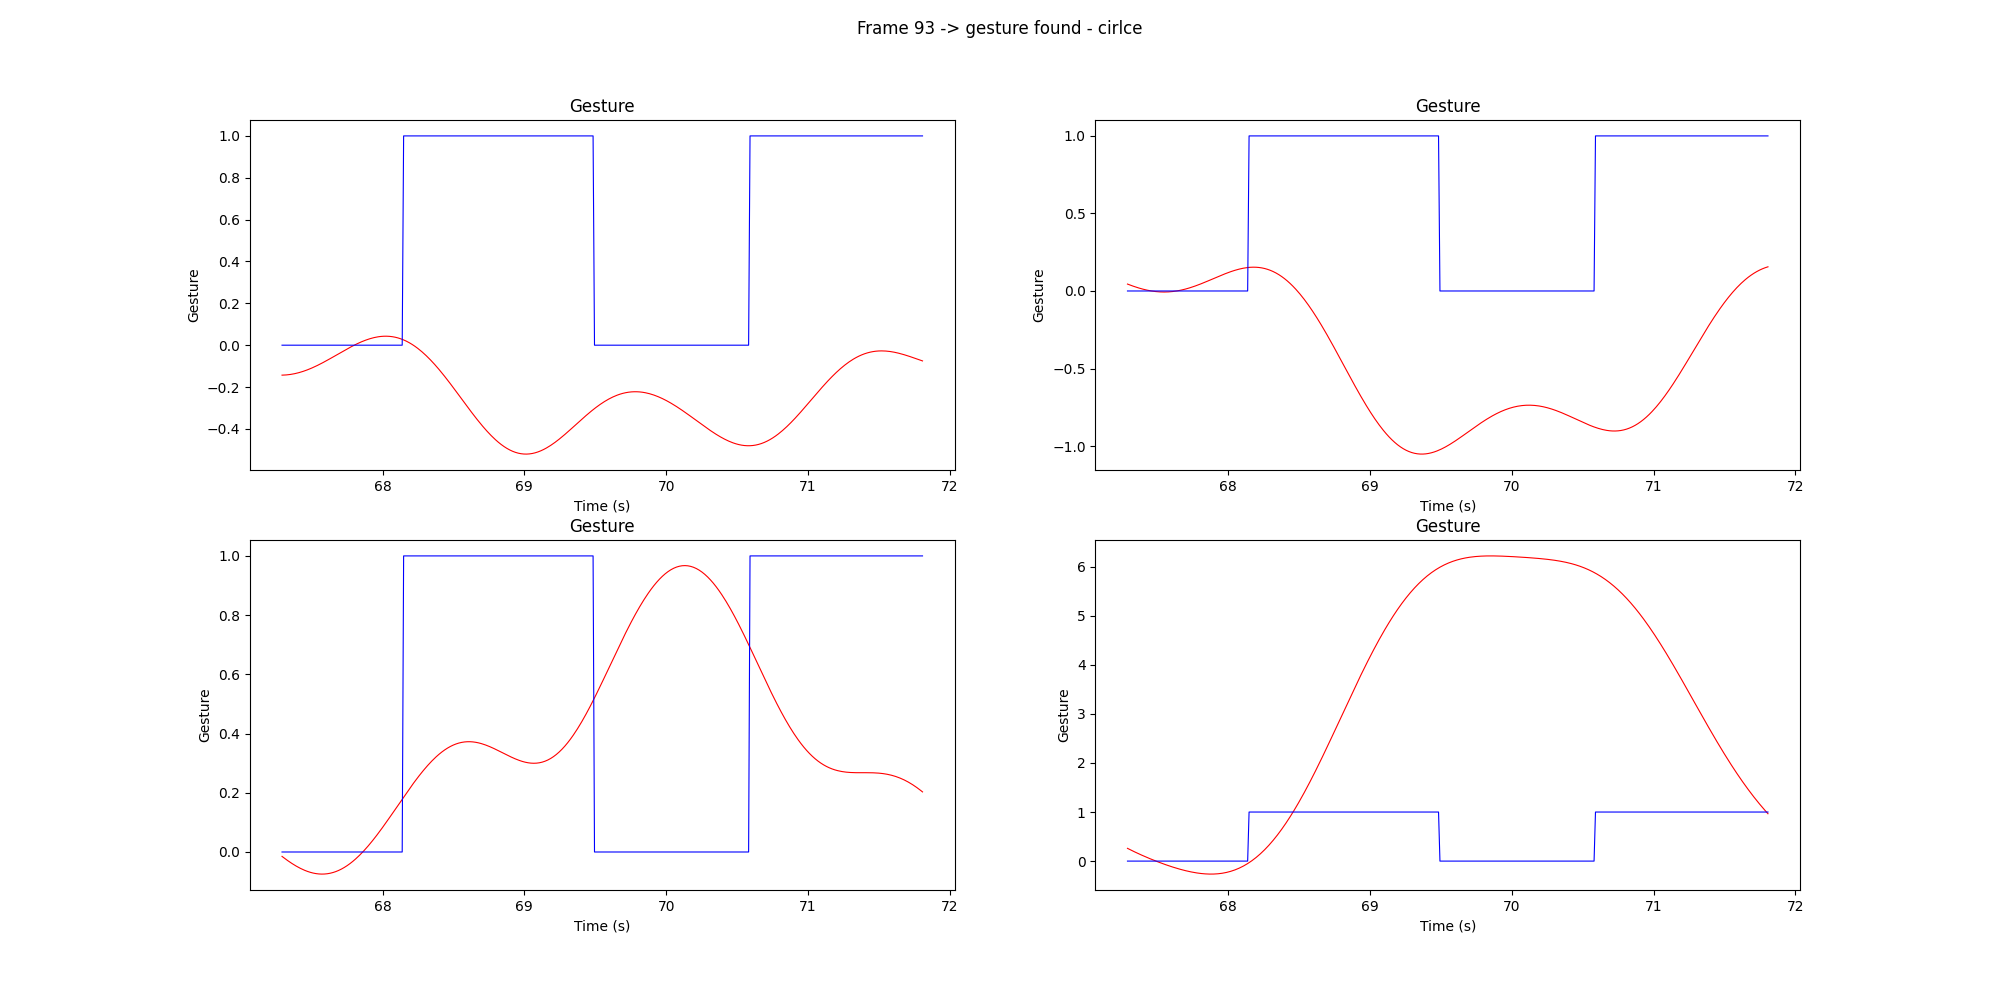 Frame 93 -> gesture found - cirlce
Gesture
1.0
0.8
0.6
0.4
0.2
0.0
−0.2
−0.4
Gesture
68 69 70 71 72
Time (s)
Gesture
1.0
0.5
0.0
−0.5
−1.0
Gesture
68 69 70 71 72
Time (s)
Gesture
1.0
0.8
0.6
0.4
0.2
0.0
Gesture
68 69 70 71 72
Time (s)
Gesture
6
5
4
3
2
1
0
Gesture
68 69 70 71 72
Time (s)